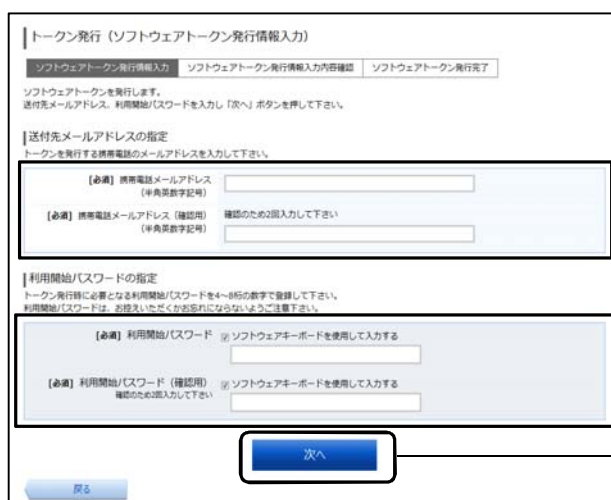 トークン発行（ソフトウェアトークン発行情報入力）
ソフトウェアトークン発行情報入力 ソフトウェアトークン発行情報入力内容確認 ソフトウェアトークン発行完了
ソフトウェアトークンを発行します。
送付先メールアドレス、利用開始パスワードを入力し「次へ」ボタンを押して下さい。
送付先メールアドレスの指定
トークンを発行する携帯電話のメールアドレスを入力して下さい。
[必須] 携帯電話メールアドレス
（半角英数字記号）
[必須] 携帯電話メールアドレス（確認用） 確認のため2回入力して下さい
（半角英数字記号）
利用開始パスワードの指定
トークン発行時に必要となる利用開始パスワードを4～8桁の数字で登録して下さい。
利用開始パスワードは、お控えいただくかお忘れにならないようご注意下さい。
[必須] 利用開始パスワード ソフトウェアキーボードを使用して入力する
[必須] 利用開始パスワード（確認用） ソフトウェアキーボードを使用して入力する
確認のため2回入力して下さい
次へ
戻る